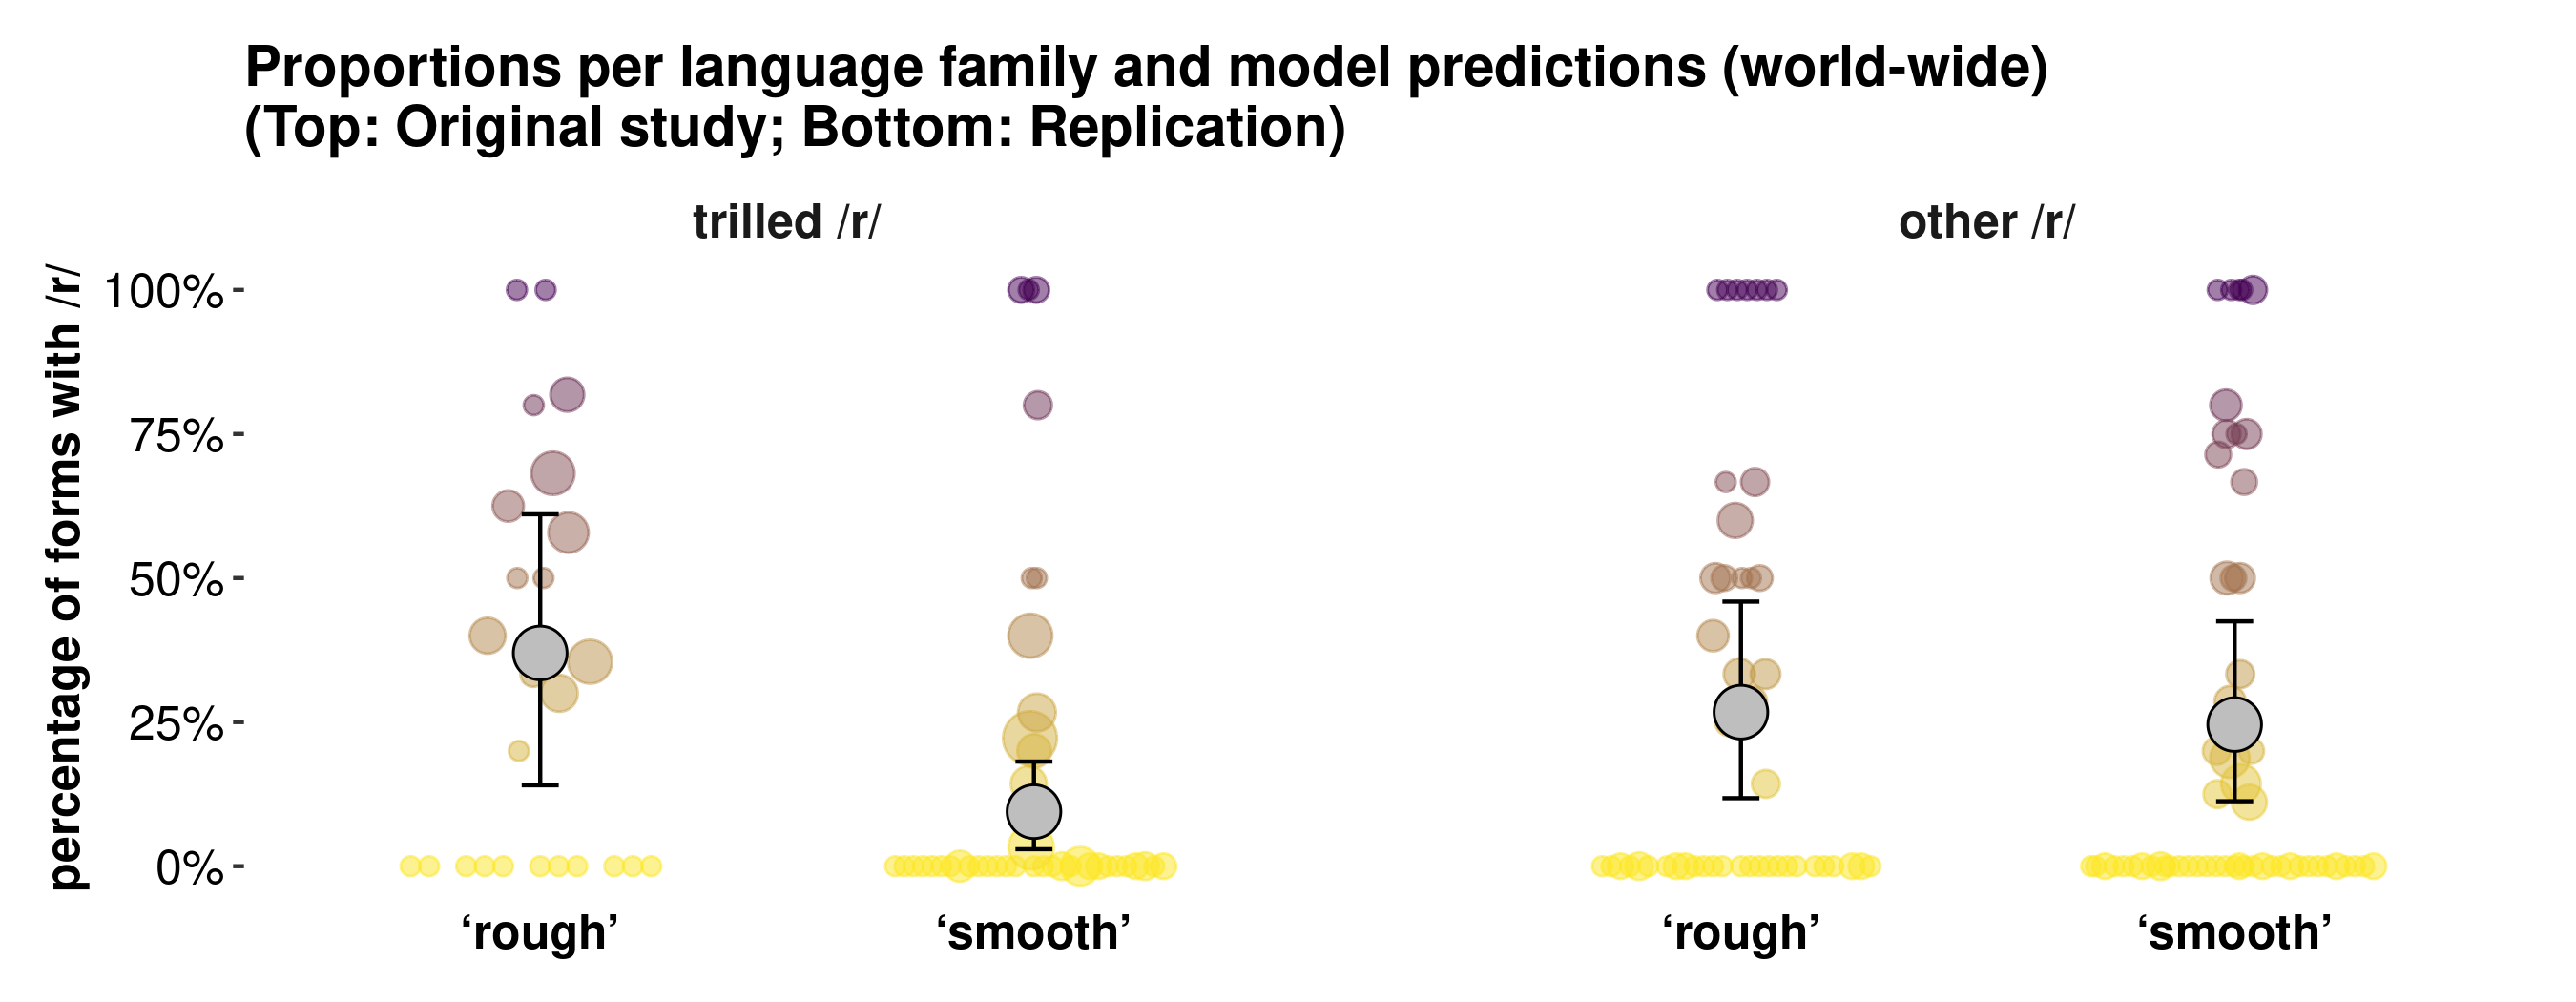 Proportions per language family and model predictions (world-wide)
(Top: Original study; Bottom: Replication)
trilled /r/
other /r/
percentage of forms with /r/
100%
75%
50%
25%
0%
‘rough’
‘smooth’
‘rough’
‘smooth’